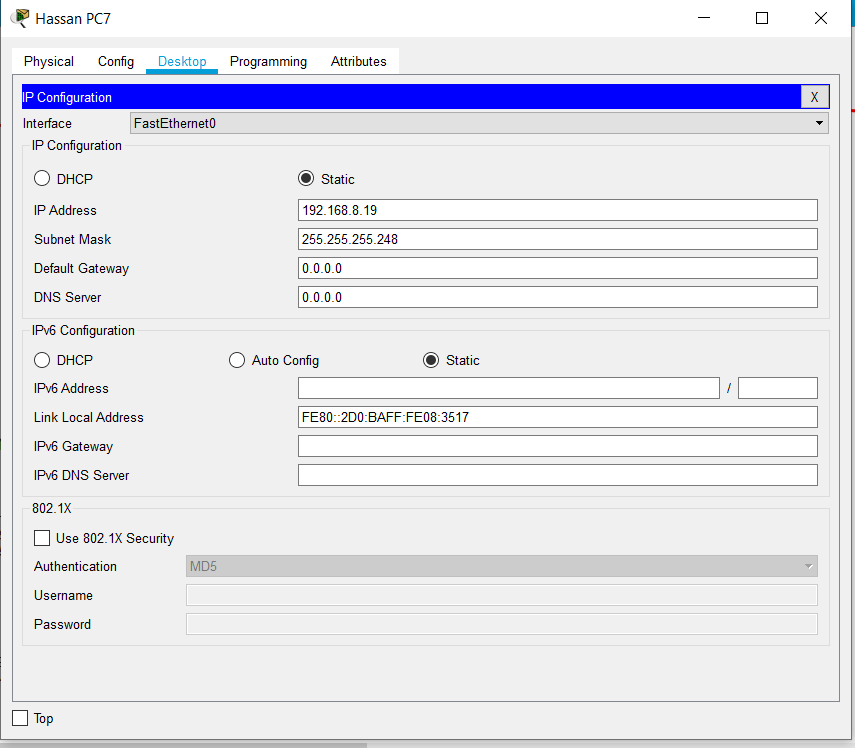 Hassan PC7
Physical Config Desktop Programming Attributes
IP Configuration X
Interface FastEthernet0
IP Configuration
DHCP Static
IP Address 192.168.8.19
Subnet Mask 255.255.255.248
Default Gateway 0.0.0.0
DNS Server 0.0.0.0
IPv6 Configuration
DHCP Auto Config Static
IPv6 Address /
Link Local Address FE80::2D0:BAFF:FE08:3517
IPv6 Gateway
IPv6 DNS Server
802.1X
Use 802.1X Security
Authentication MD5
Username
Password
Top